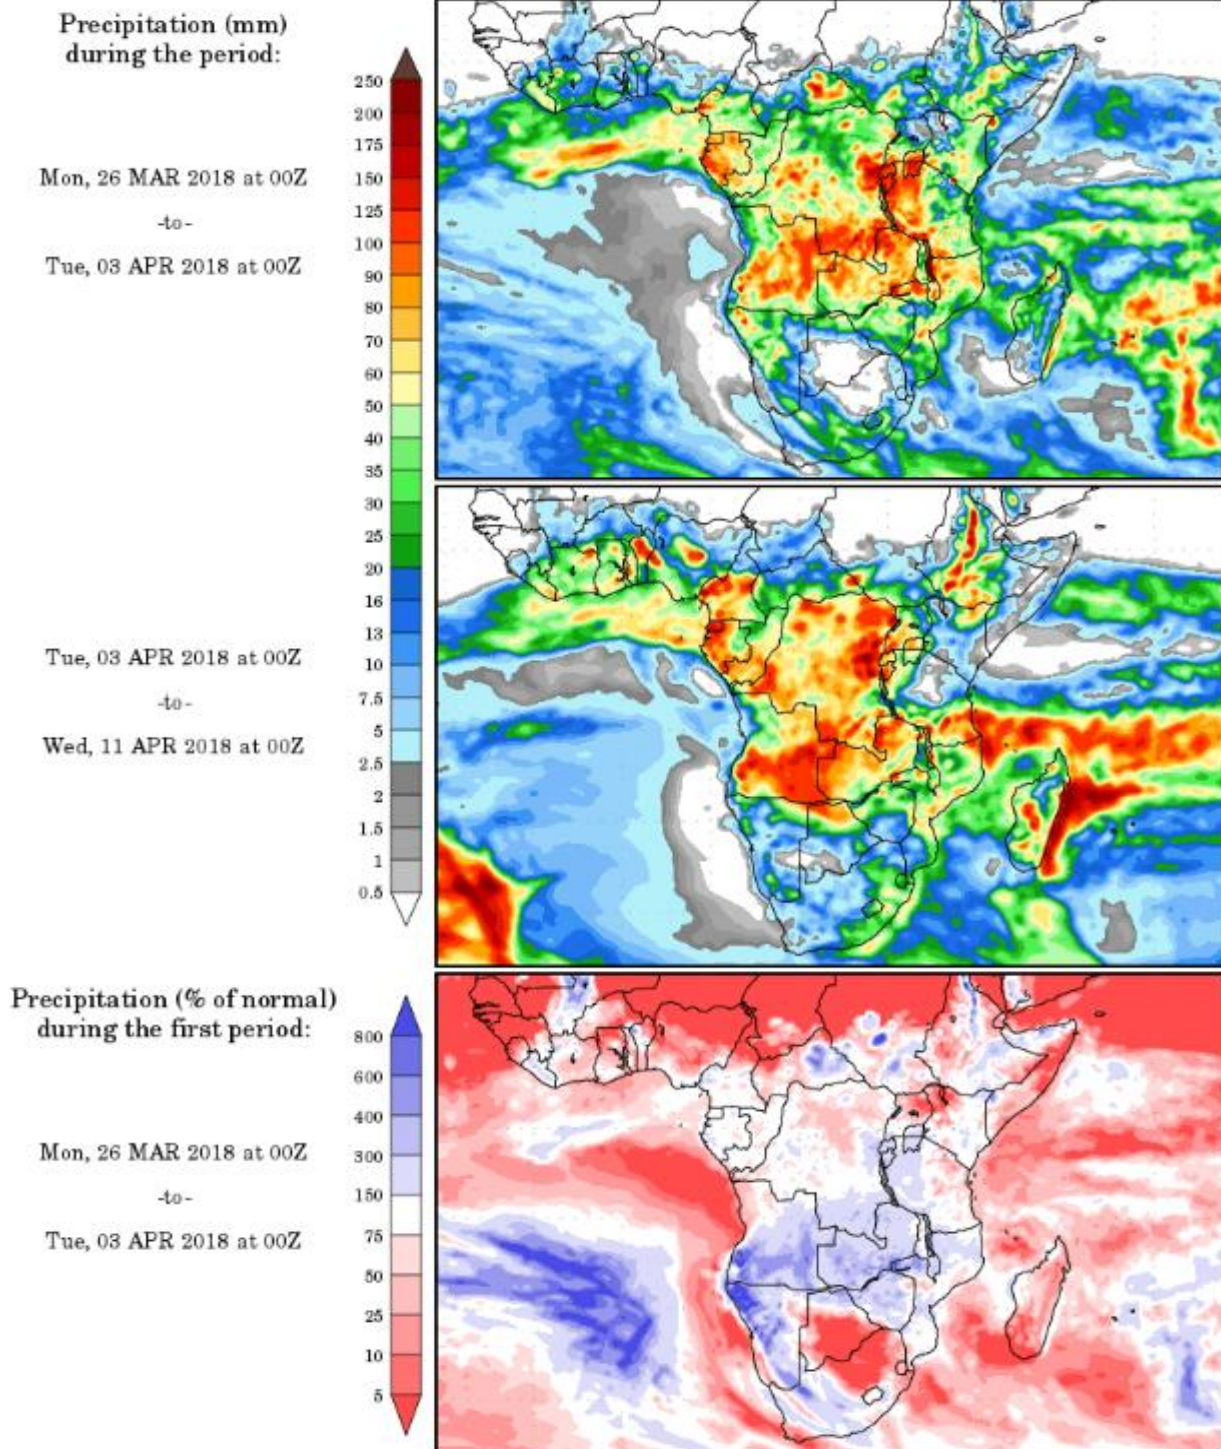 Precipitation (mm)
during the period:
Mon, 26 MAR 2018 at 00Z
-to-
Tue, 03 APR 2018 at 00Z
Tue, 03 APR 2018 at 00Z
-to-
Wed, 11 APR 2018 at 00Z
250
200
175
150
125
100
90
80
70
60
50
40
35
30
25
20
16
13
10
7.5
5
2.5
2
1.5
1
0.5
Precipitation (% of normal)
during the first period:
Mon, 26 MAR 2018 at 00Z
-to-
Tue, 03 APR 2018 at 00Z
800
600
400
300
150
75
50
25
10
5